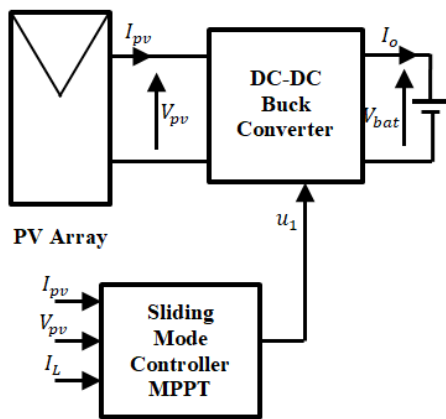 I_pv
I_o
DC-DC
Buck
Converter
V_pv
V_bat
u_1
PV Array
I_pv
V_pv
I_L
Sliding
Mode
Controller
MPPT